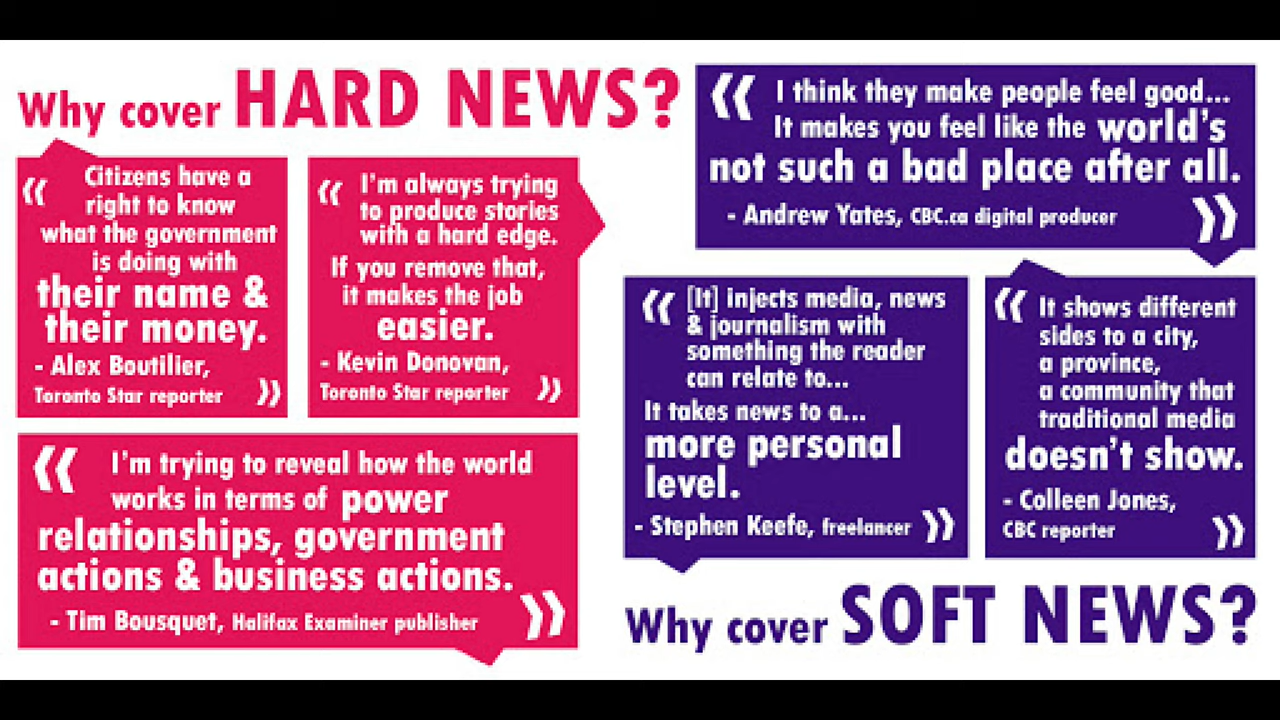 Why cover HARD NEWS?
« Citizens have a
right to know
what the government
is doing with
their name &
their money.
- Alex Boutilier,
Toronto Star reporter »
« I'm always trying
to produce stories
with a hard edge.
If you remove that,
it makes the job
easier.
- Kevin Donovan,
Toronto Star reporter »
« I'm trying to reveal how the world
works in terms of power
relationships, government
actions & business actions.
- Tim Bousquet, Halifax Examiner publisher »
« I think they make people feel good...
It makes you feel like the world's
not such a bad place after all.
- Andrew Yates, CBC.ca digital producer »
« [It] injects media, news
& journalism with
something the reader
can relate to...
It takes news to a...
more personal
level.
- Stephen Keefe, freelancer »
« It shows different
sides to a city,
a province,
a community that
traditional media
doesn't show.
- Colleen Jones,
CBC reporter »
Why cover SOFT NEWS?